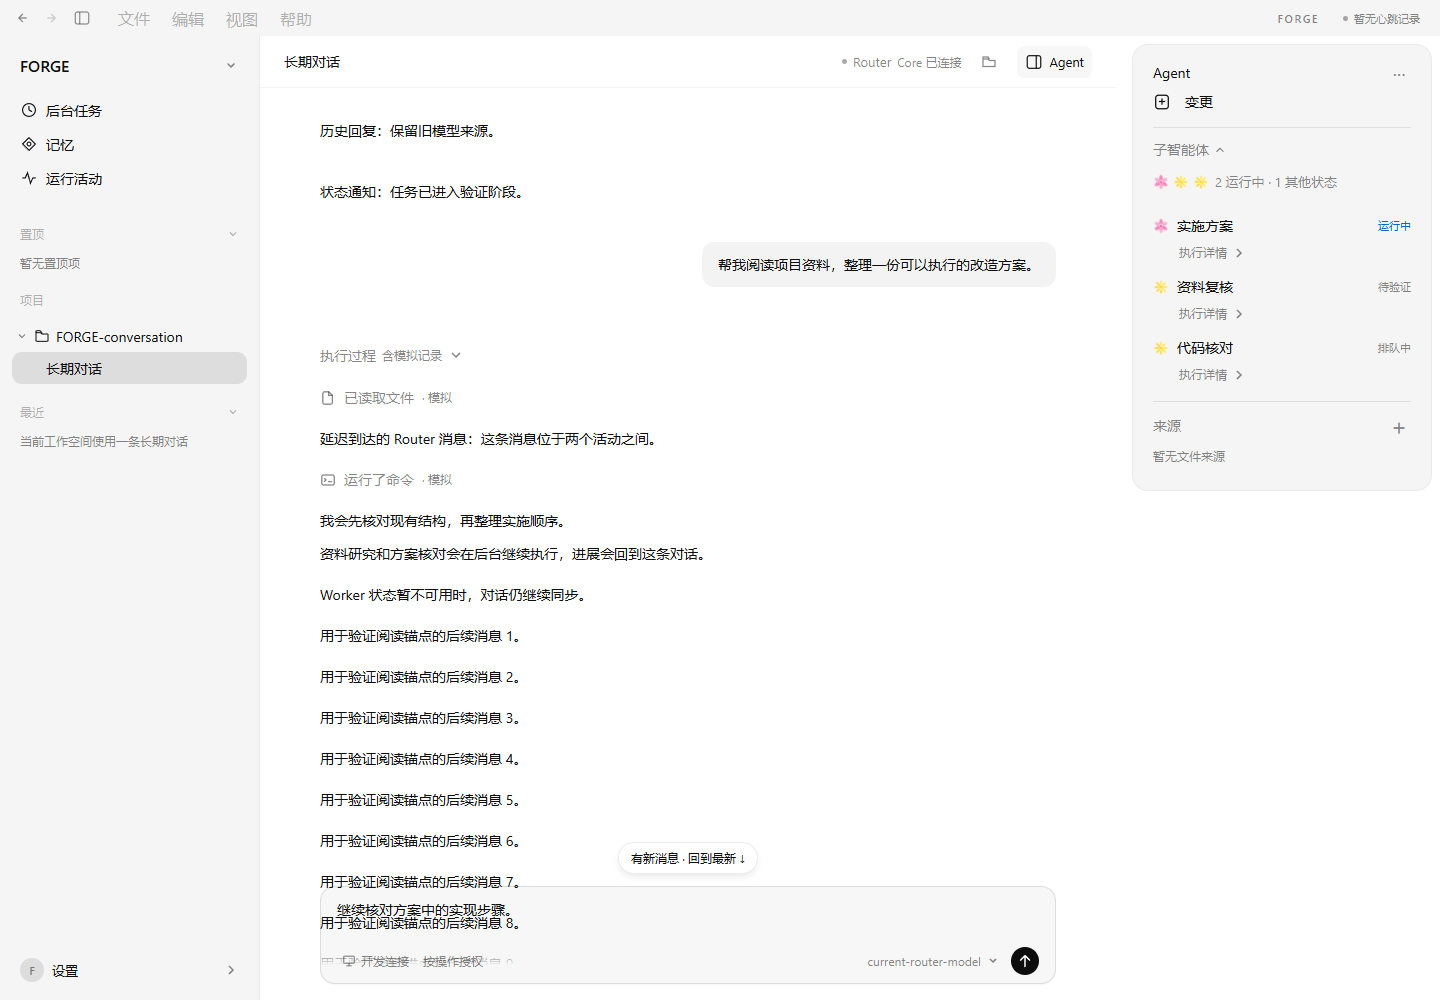 文件 编辑 视图 帮助
FORGE 暂无心跳记录
FORGE
后台任务
记忆
运行活动
置顶
暂无置顶项
项目
FORGE-conversation
长期对话
最近
当前工作空间使用一条长期对话
F 设置
长期对话
Router Core 已连接
Agent
历史回复：保留旧模型来源。
状态通知：任务已进入验证阶段。
帮我阅读项目资料，整理一份可以执行的改造方案。
执行过程 含模拟记录
已读取文件 · 模拟
延迟到达的 Router 消息：这条消息位于两个活动之间。
运行了命令 · 模拟
我会先核对现有结构，再整理实施顺序。
资料研究和方案核对会在后台继续执行，进展会回到这条对话。
Worker 状态暂不可用时，对话仍继续同步。
用于验证阅读锚点的后续消息 1。
用于验证阅读锚点的后续消息 2。
用于验证阅读锚点的后续消息 3。
用于验证阅读锚点的后续消息 4。
用于验证阅读锚点的后续消息 5。
用于验证阅读锚点的后续消息 6。
有新消息 · 回到最新 ↓
用于验证阅读锚点的后续消息 7。
继续核对方案中的实现步骤。
用于验证阅读锚点的后续消息 8。
开发连接 按操作授权
current-router-model
Agent
变更
子智能体
2 运行中 · 1 其他状态
实施方案 运行中
执行详情
资料复核 待验证
执行详情
代码核对 排队中
执行详情
来源
暂无文件来源